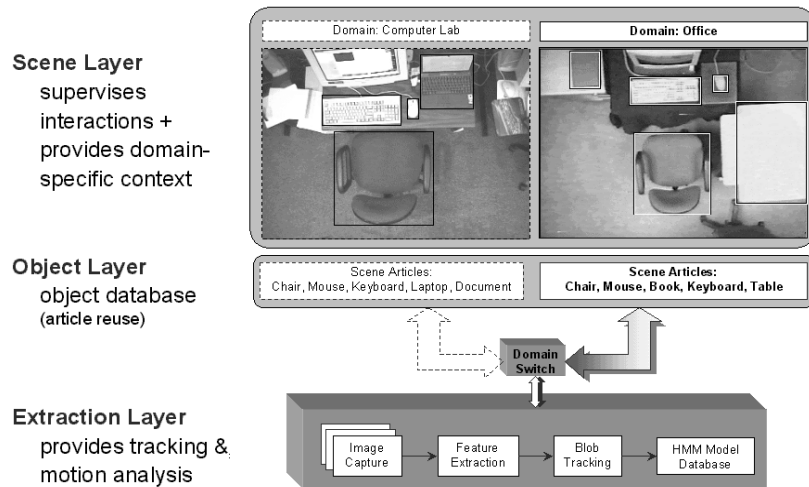 Domain: Computer Lab
Domain: Office
Scene Layer
supervises
interactions +
provides domain-
specific context
Object Layer
object database
(article reuse)
Scene Articles:
Chair, Mouse, Keyboard, Laptop, Document
Scene Articles:
Chair, Mouse, Book, Keyboard, Table
Domain
Switch
Extraction Layer
provides tracking &
motion analysis
Image
Capture
Feature
Extraction
Blob
Tracking
HMM Model
Database